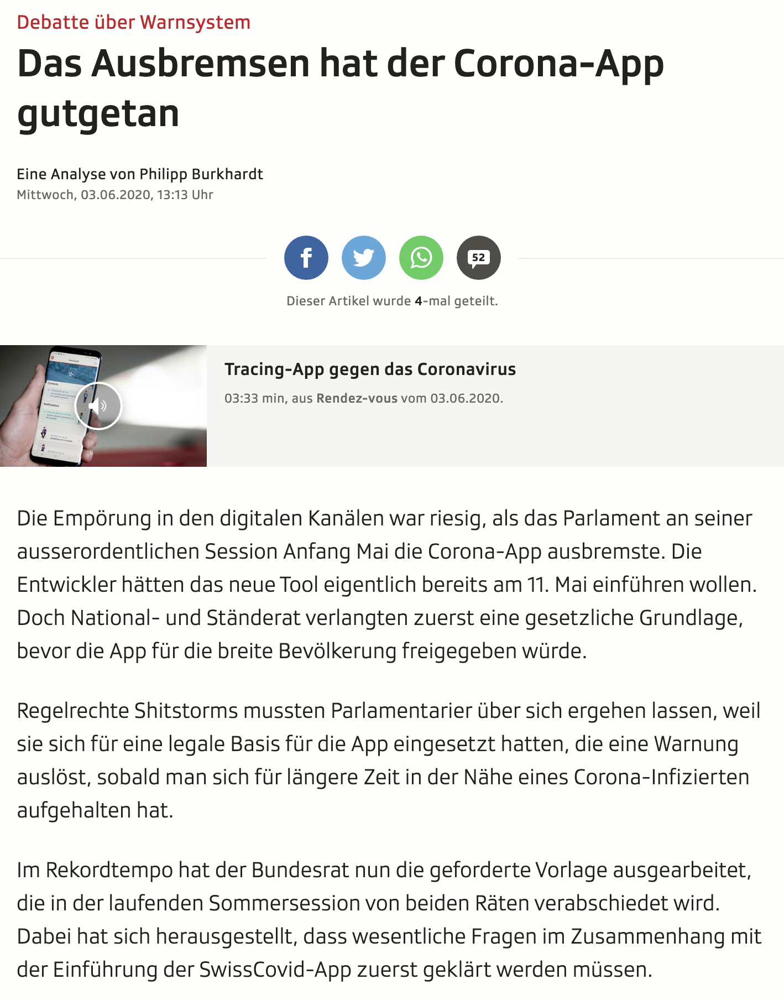 Debatte über Warnsystem
Das Ausbremsen hat der Corona-App
gutgetan
Eine Analyse von Philipp Burkhardt
Mittwoch, 03.06.2020, 13:13 Uhr
52
Dieser Artikel wurde 4-mal geteilt.
Contacts
Notifications
Tracing-App gegen das Coronavirus
03:33 min, aus Rendez-vous vom 03.06.2020.
Die Empörung in den digitalen Kanälen war riesig, als das Parlament an seiner
ausserordentlichen Session Anfang Mai die Corona-App ausbremste. Die
Entwickler hätten das neue Tool eigentlich bereits am 11. Mai einführen wollen.
Doch National- und Ständerat verlangten zuerst eine gesetzliche Grundlage,
bevor die App für die breite Bevölkerung freigegeben würde.
Regelrechte Shitstorms mussten Parlamentarier über sich ergehen lassen, weil
sie sich für eine legale Basis für die App eingesetzt hatten, die eine Warnung
auslöst, sobald man sich für längere Zeit in der Nähe eines Corona-Infizierten
aufgehalten hat.
Im Rekordtempo hat der Bundesrat nun die geforderte Vorlage ausgearbeitet,
die in der laufenden Sommersession von beiden Räten verabschiedet wird.
Dabei hat sich herausgestellt, dass wesentliche Fragen im Zusammenhang mit
der Einführung der SwissCovid-App zuerst geklärt werden müssen.